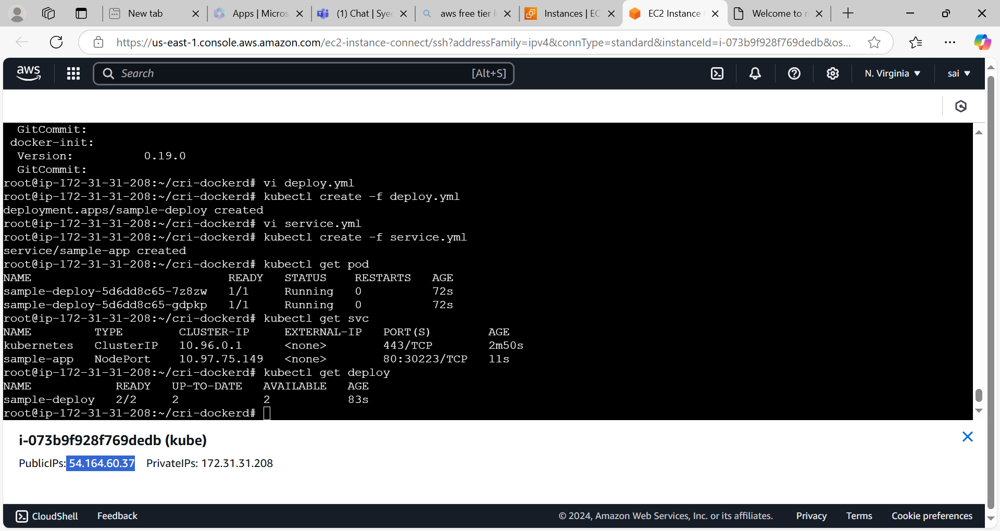 New tab
Apps | Micros
(1) Chat | Sye
aws free tier l
Instances | EC
EC2 Instance
Welcome to n
https://us-east-1.console.aws.amazon.com/ec2-instance-connect/ssh?addressFamily=ipv4&connType=standard&instanceId=i-073b9f928f769dedb&os...
aws
Search
[Alt+S]
N. Virginia
sai
GitCommit:
docker-init:
Version: 0.19.0
GitCommit:
root@ip-172-31-31-208:~/cri-dockerd# vi deploy.yml
root@ip-172-31-31-208:~/cri-dockerd# kubectl create -f deploy.yml
deployment.apps/sample-deploy created
root@ip-172-31-31-208:~/cri-dockerd# vi service.yml
root@ip-172-31-31-208:~/cri-dockerd# kubectl create -f service.yml
service/sample-app created
root@ip-172-31-31-208:~/cri-dockerd# kubectl get pod
NAME READY STATUS RESTARTS AGE
sample-deploy-5d6dd8c65-7z8zw 1/1 Running 0 72s
sample-deploy-5d6dd8c65-gdpkp 1/1 Running 0 72s
root@ip-172-31-31-208:~/cri-dockerd# kubectl get svc
NAME TYPE CLUSTER-IP EXTERNAL-IP PORT(S) AGE
kubernetes ClusterIP 10.96.0.1 <none> 443/TCP 2m50s
sample-app NodePort 10.97.75.149 <none> 80:30223/TCP 11s
root@ip-172-31-31-208:~/cri-dockerd# kubectl get deploy
NAME READY UP-TO-DATE AVAILABLE AGE
sample-deploy 2/2 2 2 83s
root@ip-172-31-31-208:~/cri-dockerd#
i-073b9f928f769dedb (kube)
PublicIPs: 54.164.60.37 PrivateIPs: 172.31.31.208
CloudShell Feedback © 2024, Amazon Web Services, Inc. or its affiliates. Privacy Terms Cookie preferences